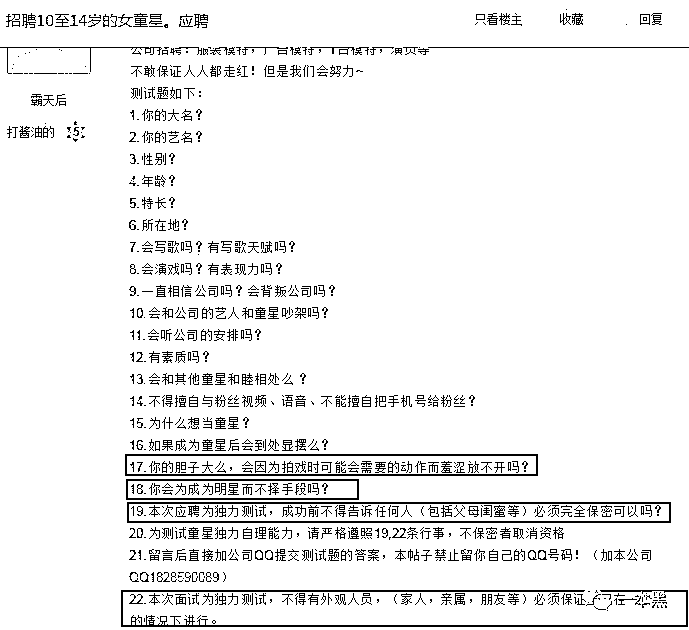 招聘10至14岁的女童星。应聘
只看楼主 收藏 回复
公司招聘：服装模特，广告模特，T台模特，演员等
霸天后
打酱油的 5
不敢保证人人都走红！但是我们会努力~
测试题如下：
1.你的大名？
2.你的艺名？
3.性别？
4.年龄？
5.特长？
6.所在地？
7.会写歌吗？有写歌天赋吗？
8.会演戏吗？有表现力吗？
9.一直相信公司吗？会背叛公司吗？
10.会和公司的艺人和童星吵架吗？
11.会听公司的安排吗？
12.有素质吗？
13.会和其他童星和睦相处么？
14.不得擅自与粉丝视频、语音、不能擅自把手机号给粉丝？
15.为什么想当童星？
16.如果成为童星后会到处显摆么？
17.你的胆子大么，会因为拍戏时可能会需要的动作而羞涩放不开吗？
18.你会为成为明星而不择手段吗？
19.本次应聘为独力测试，成功前不得告诉任何人（包括父母闺蜜等）必须完全保密可以吗？
20.为测试童星独力自理能力，请严格遵照19,22条行事，不保密者取消资格
21.留言后直接加公司QQ提交测试题的答案，本帖子禁止留你自己的QQ号码！（加本公司
QQ1828590089）
22.本次面试为独力测试，不得有外观人员，（家人，亲属，朋友等）必须保证
的情况下进行。